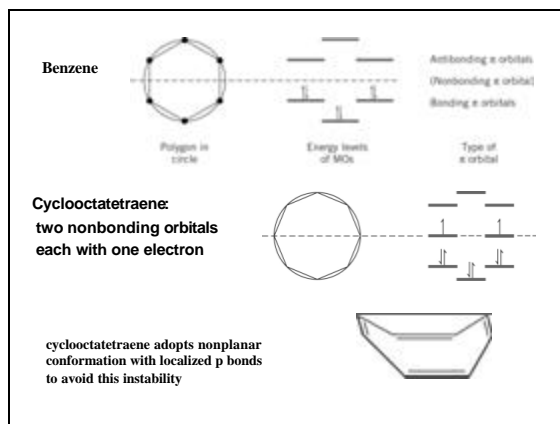 Benzene
Antibonding π orbitals
(Nonbonding π orbital)
Bonding π orbitals
Polygon in
circle
Energy levels
of MOs
Type of
π orbital
Cyclooctatetraene:
two nonbonding orbitals
each with one electron
cyclooctatetraene adopts nonplanar
conformation with localized p bonds
to avoid this instability